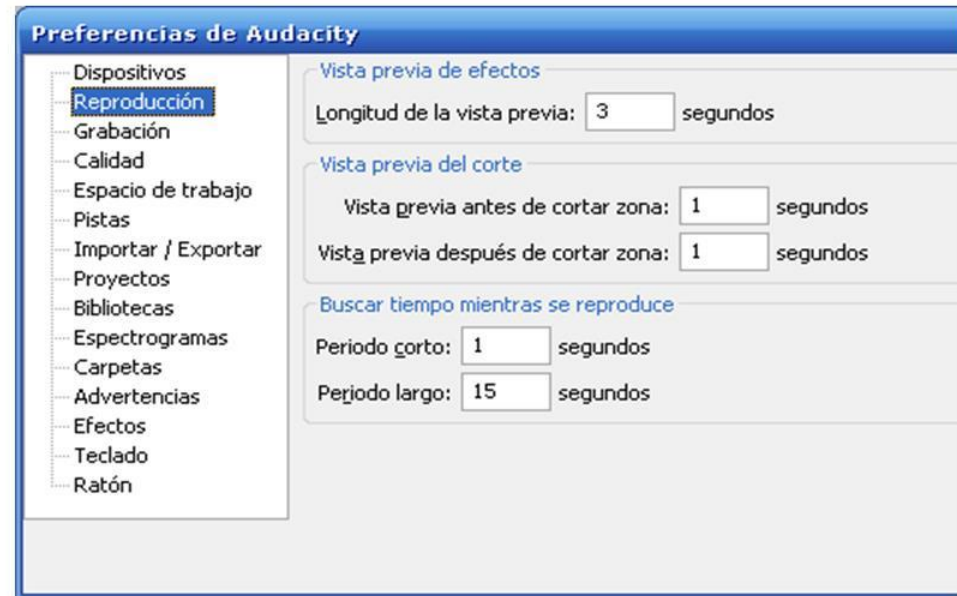 Preferencias de Audacity
Dispositivos
Reproducción
Grabación
Calidad
Espacio de trabajo
Pistas
Importar / Exportar
Proyectos
Bibliotecas
Espectrogramas
Carpetas
Advertencias
Efectos
Teclado
Ratón
Vista previa de efectos
Longitud de la vista previa: 3 segundos
Vista previa del corte
Vista previa antes de cortar zona: 1 segundos
Vista previa después de cortar zona: 1 segundos
Buscar tiempo mientras se reproduce
Periodo corto: 1 segundos
Periodo largo: 15 segundos